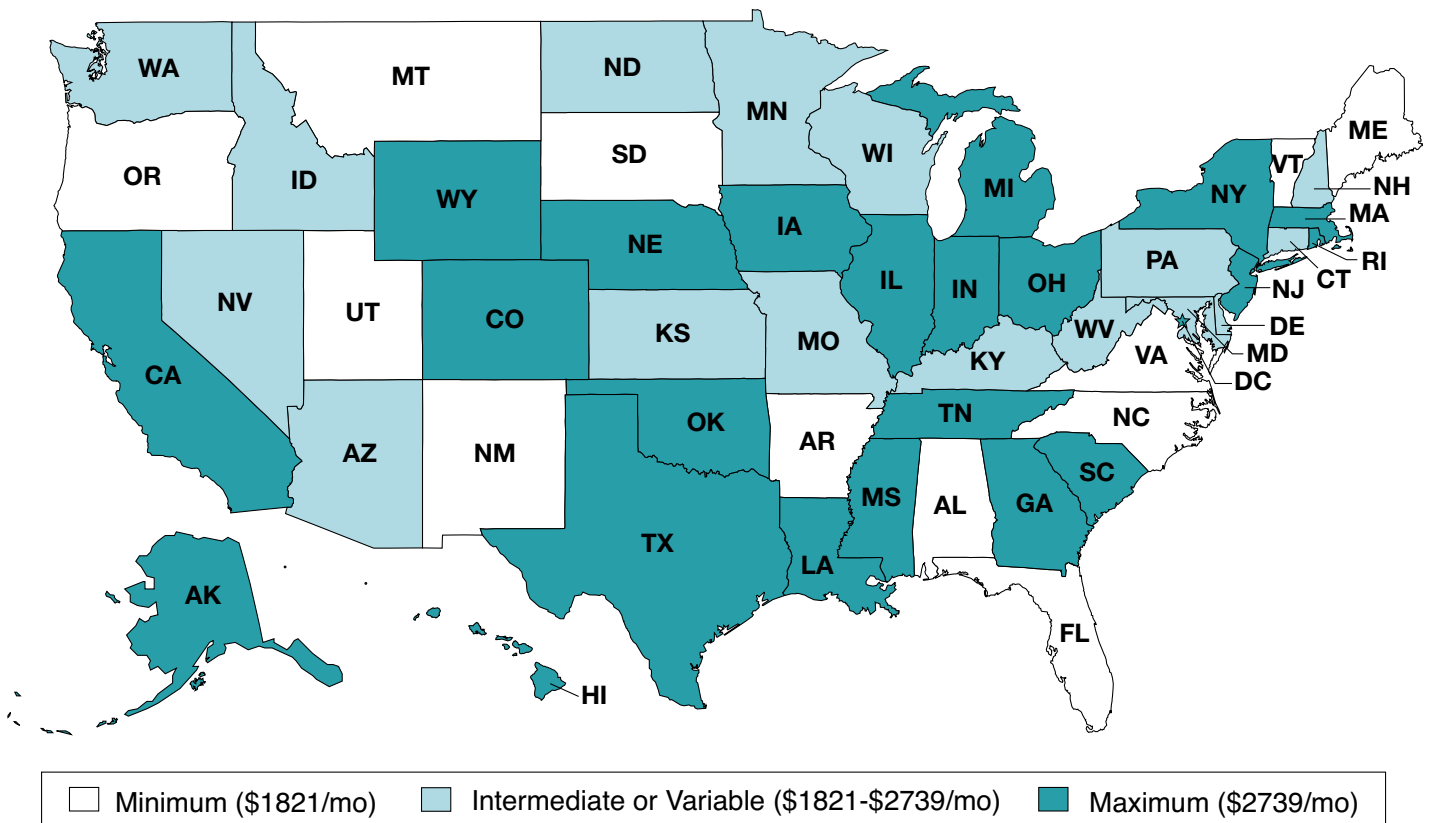 WA
MT
ND
MN
ME
OR
ID
SD
WI
VT
NH
WY
MI
NY
MA
IA
NE
PA
RI
CT
NV
UT
CO
IL
IN
OH
NJ
KS
MO
WV
DE
CA
KY
VA
MD
DC
TN
NC
OK
AZ
NM
AR
SC
MS
AL
GA
TX
LA
AK
FL
HI
Minimum ($1821/mo) Intermediate or Variable ($1821-$2739/mo) Maximum ($2739/mo)